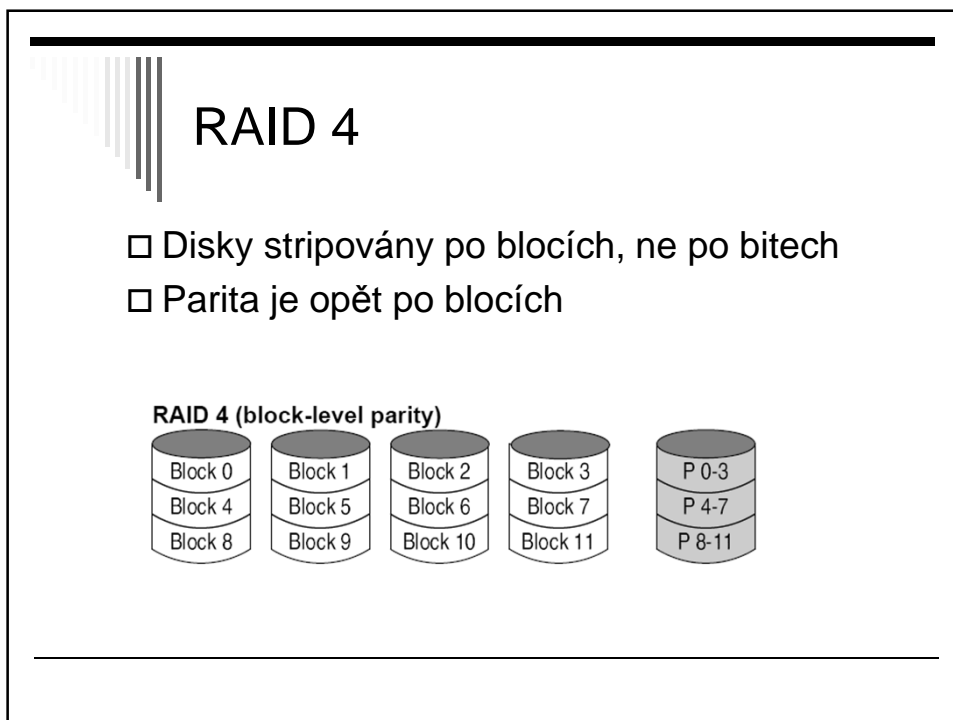 RAID 4
Disky stripovány po blocích, ne po bitech
Parita je opět po blocích
RAID 4 (block-level parity)
Block 0 Block 1 Block 2 Block 3 P 0-3
Block 4 Block 5 Block 6 Block 7 P 4-7
Block 8 Block 9 Block 10 Block 11 P 8-11